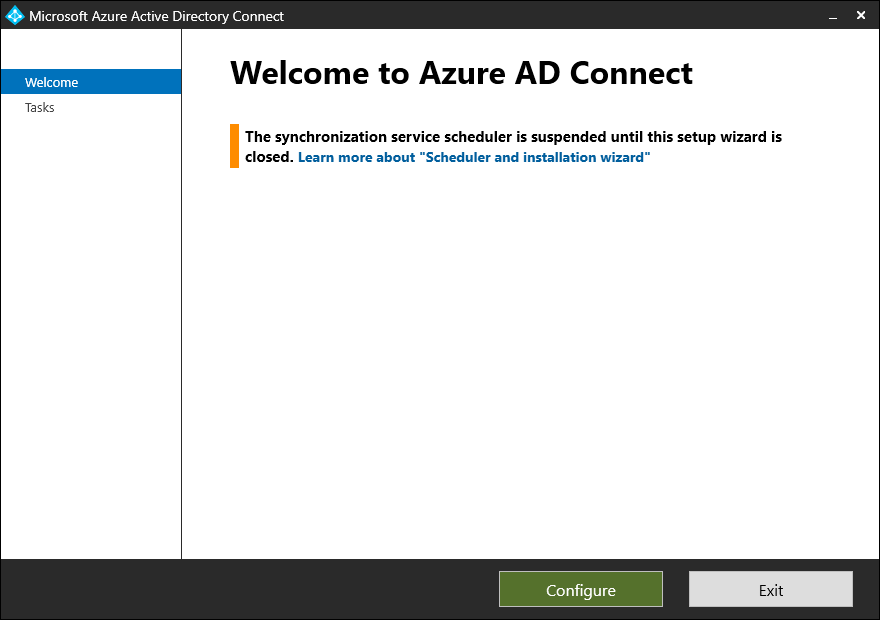 Microsoft Azure Active Directory Connect
Welcome
Tasks
Welcome to Azure AD Connect
The synchronization service scheduler is suspended until this setup wizard is
closed. Learn more about "Scheduler and installation wizard"
Configure
Exit